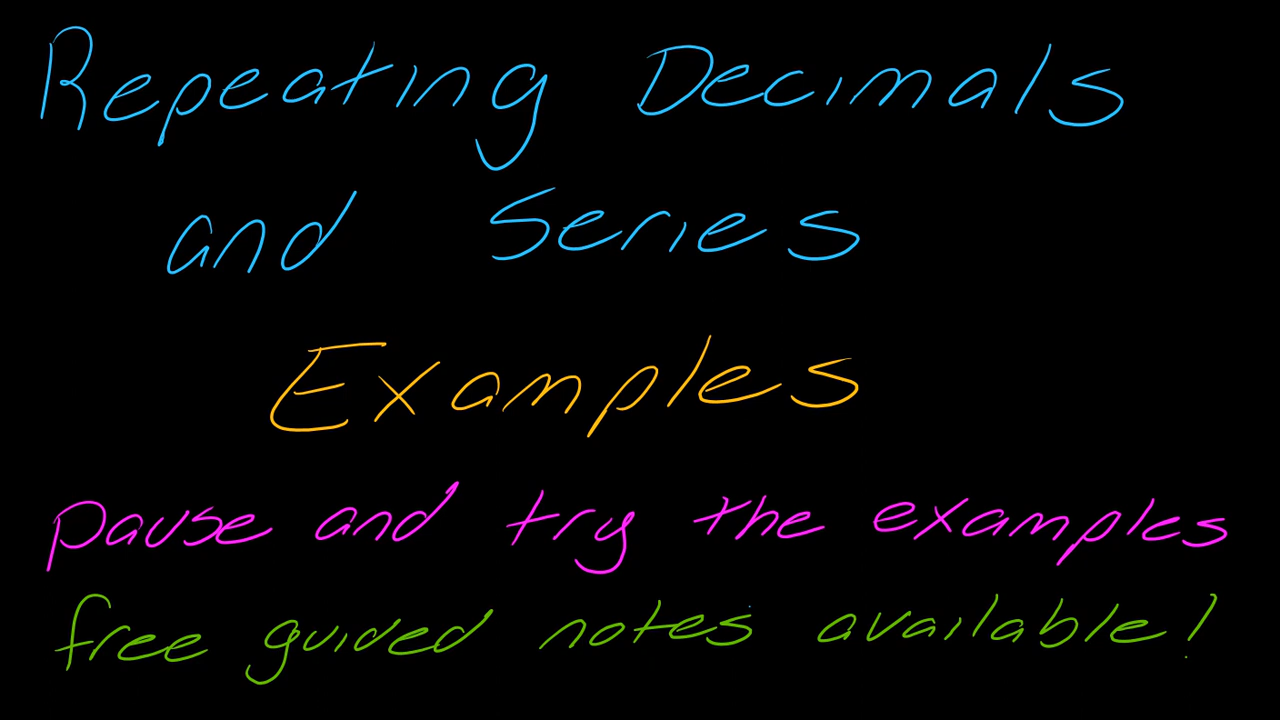 Repeating Decimals
and Series
Examples
pause and try the examples
free guided notes available!